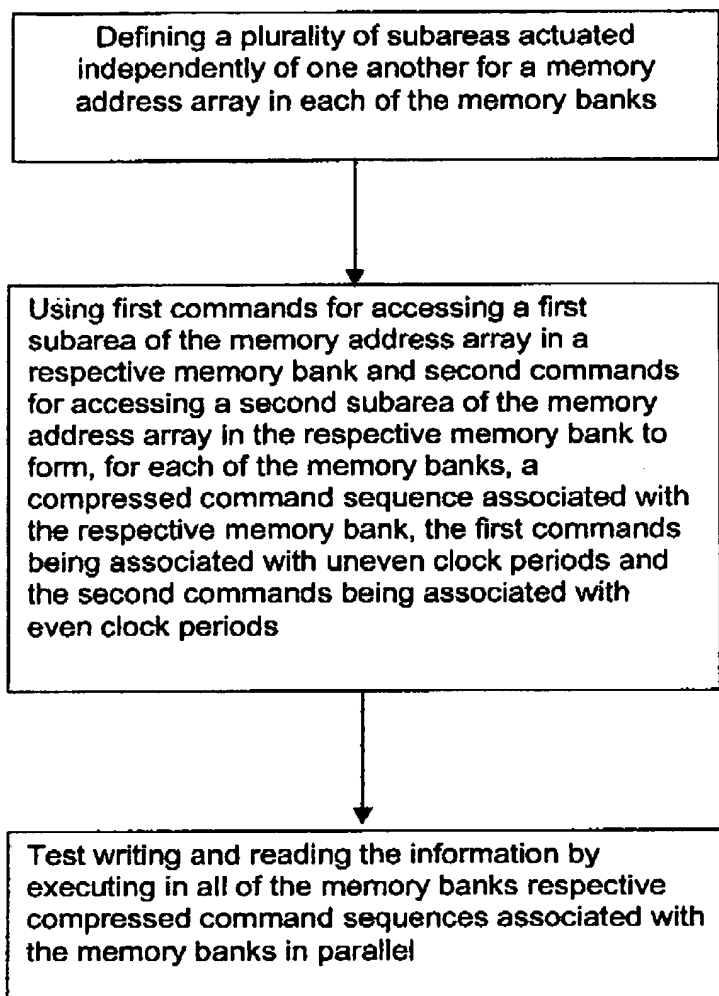 Defining a plurality of subareas actuated
independently of one another for a memory
address array in each of the memory banks
Using first commands for accessing a first
subarea of the memory address array in a
respective memory bank and second commands
for accessing a second subarea of the memory
address array in the respective memory bank to
form, for each of the memory banks, a
compressed command sequence associated with
the respective memory bank, the first commands
being associated with uneven clock periods and
the second commands being associated with
even clock periods
Test writing and reading the information by
executing in all of the memory banks respective
compressed command sequences associated with
the memory banks in parallel